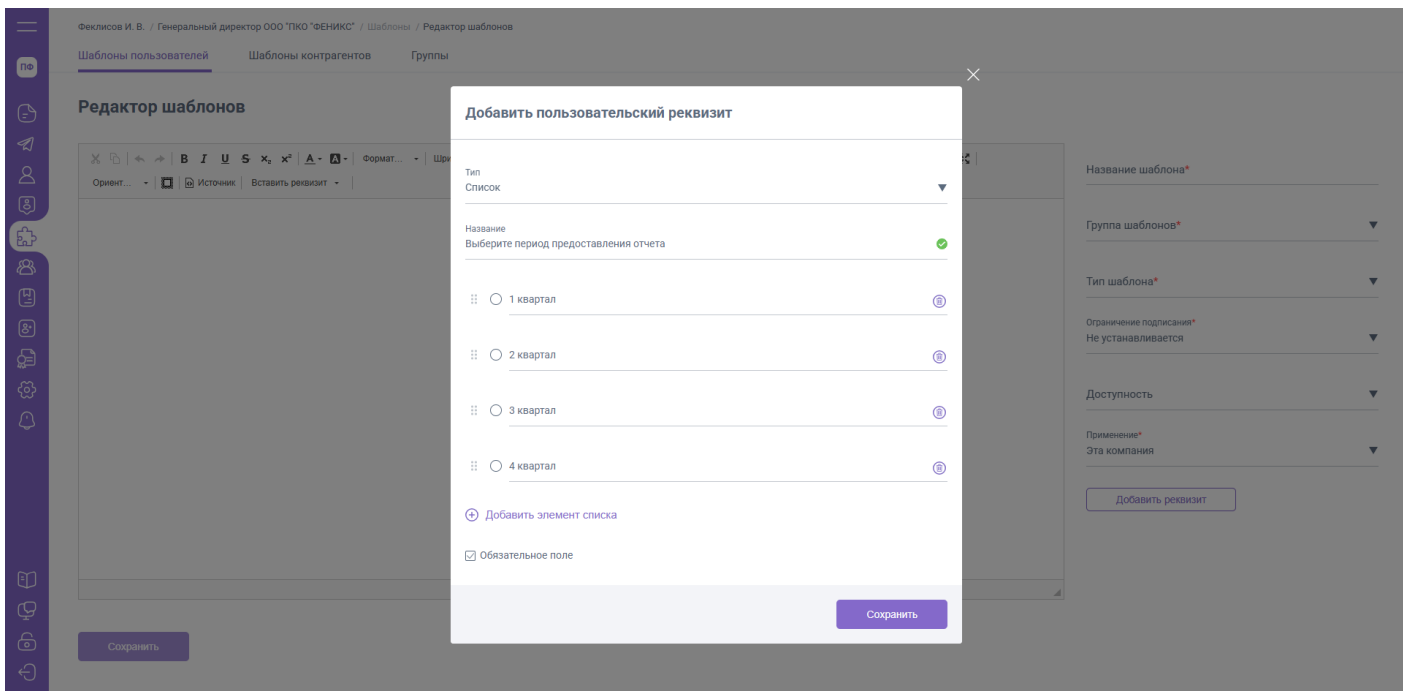 Феклисов И. В. / Генеральный директор ООО "ПКО "ФЕНИКС" / Шаблоны / Редактор шаблонов
Шаблоны пользователей Шаблоны контрагентов Группы
ПФ
Редактор шаблонов
B I U S x₂ x² A A Формат...
Ориент... Источник Вставить реквизит
Сохранить
Добавить пользовательский реквизит
Тип
Список
Название
Выберите период предоставления отчета
1 квартал
2 квартал
3 квартал
4 квартал
Добавить элемент списка
Обязательное поле
Сохранить
Название шаблона*
Группа шаблонов*
Тип шаблона*
Ограничение подписания*
Не устанавливается
Доступность
Применение*
Эта компания
Добавить реквизит